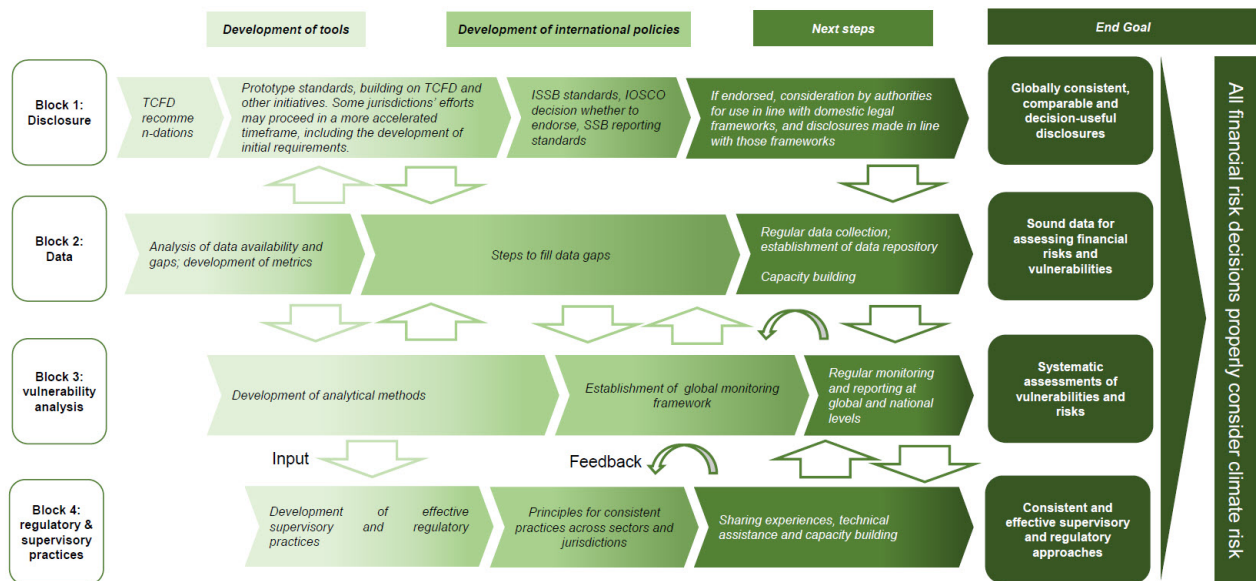 Development of tools
Development of international policies
Next steps
End Goal
Block 1:
Disclosure
TCFD
recomme
n-dations
Prototype standards, building on TCFD and
other initiatives. Some jurisdictions' efforts
may proceed in a more accelerated
timeframe, including the development of
initial requirements.
ISSB standards, IOSCO
decision whether to
endorse, SSB reporting
standards
If endorsed, consideration by authorities
for use in line with domestic legal
frameworks, and disclosures made in line
with those frameworks
Globally consistent,
comparable and
decision-useful
disclosures
Block 2:
Data
Analysis of data availability and
gaps; development of metrics
Steps to fill data gaps
Regular data collection;
establishment of data repository
Capacity building
Sound data for
assessing financial
risks and
vulnerabilities
Block 3:
vulnerability
analysis
Development of analytical methods
Establishment of global monitoring
framework
Regular monitoring
and reporting at
global and national
levels
Systematic
assessments of
vulnerabilities and
risks
Input
Feedback
Block 4:
regulatory &
supervisory
practices
Development of effective
supervisory and regulatory
practices
Principles for consistent
practices across sectors and
jurisdictions
Sharing experiences, technical
assistance and capacity building
Consistent and
effective supervisory
and regulatory
approaches
All financial risk decisions properly consider climate risk